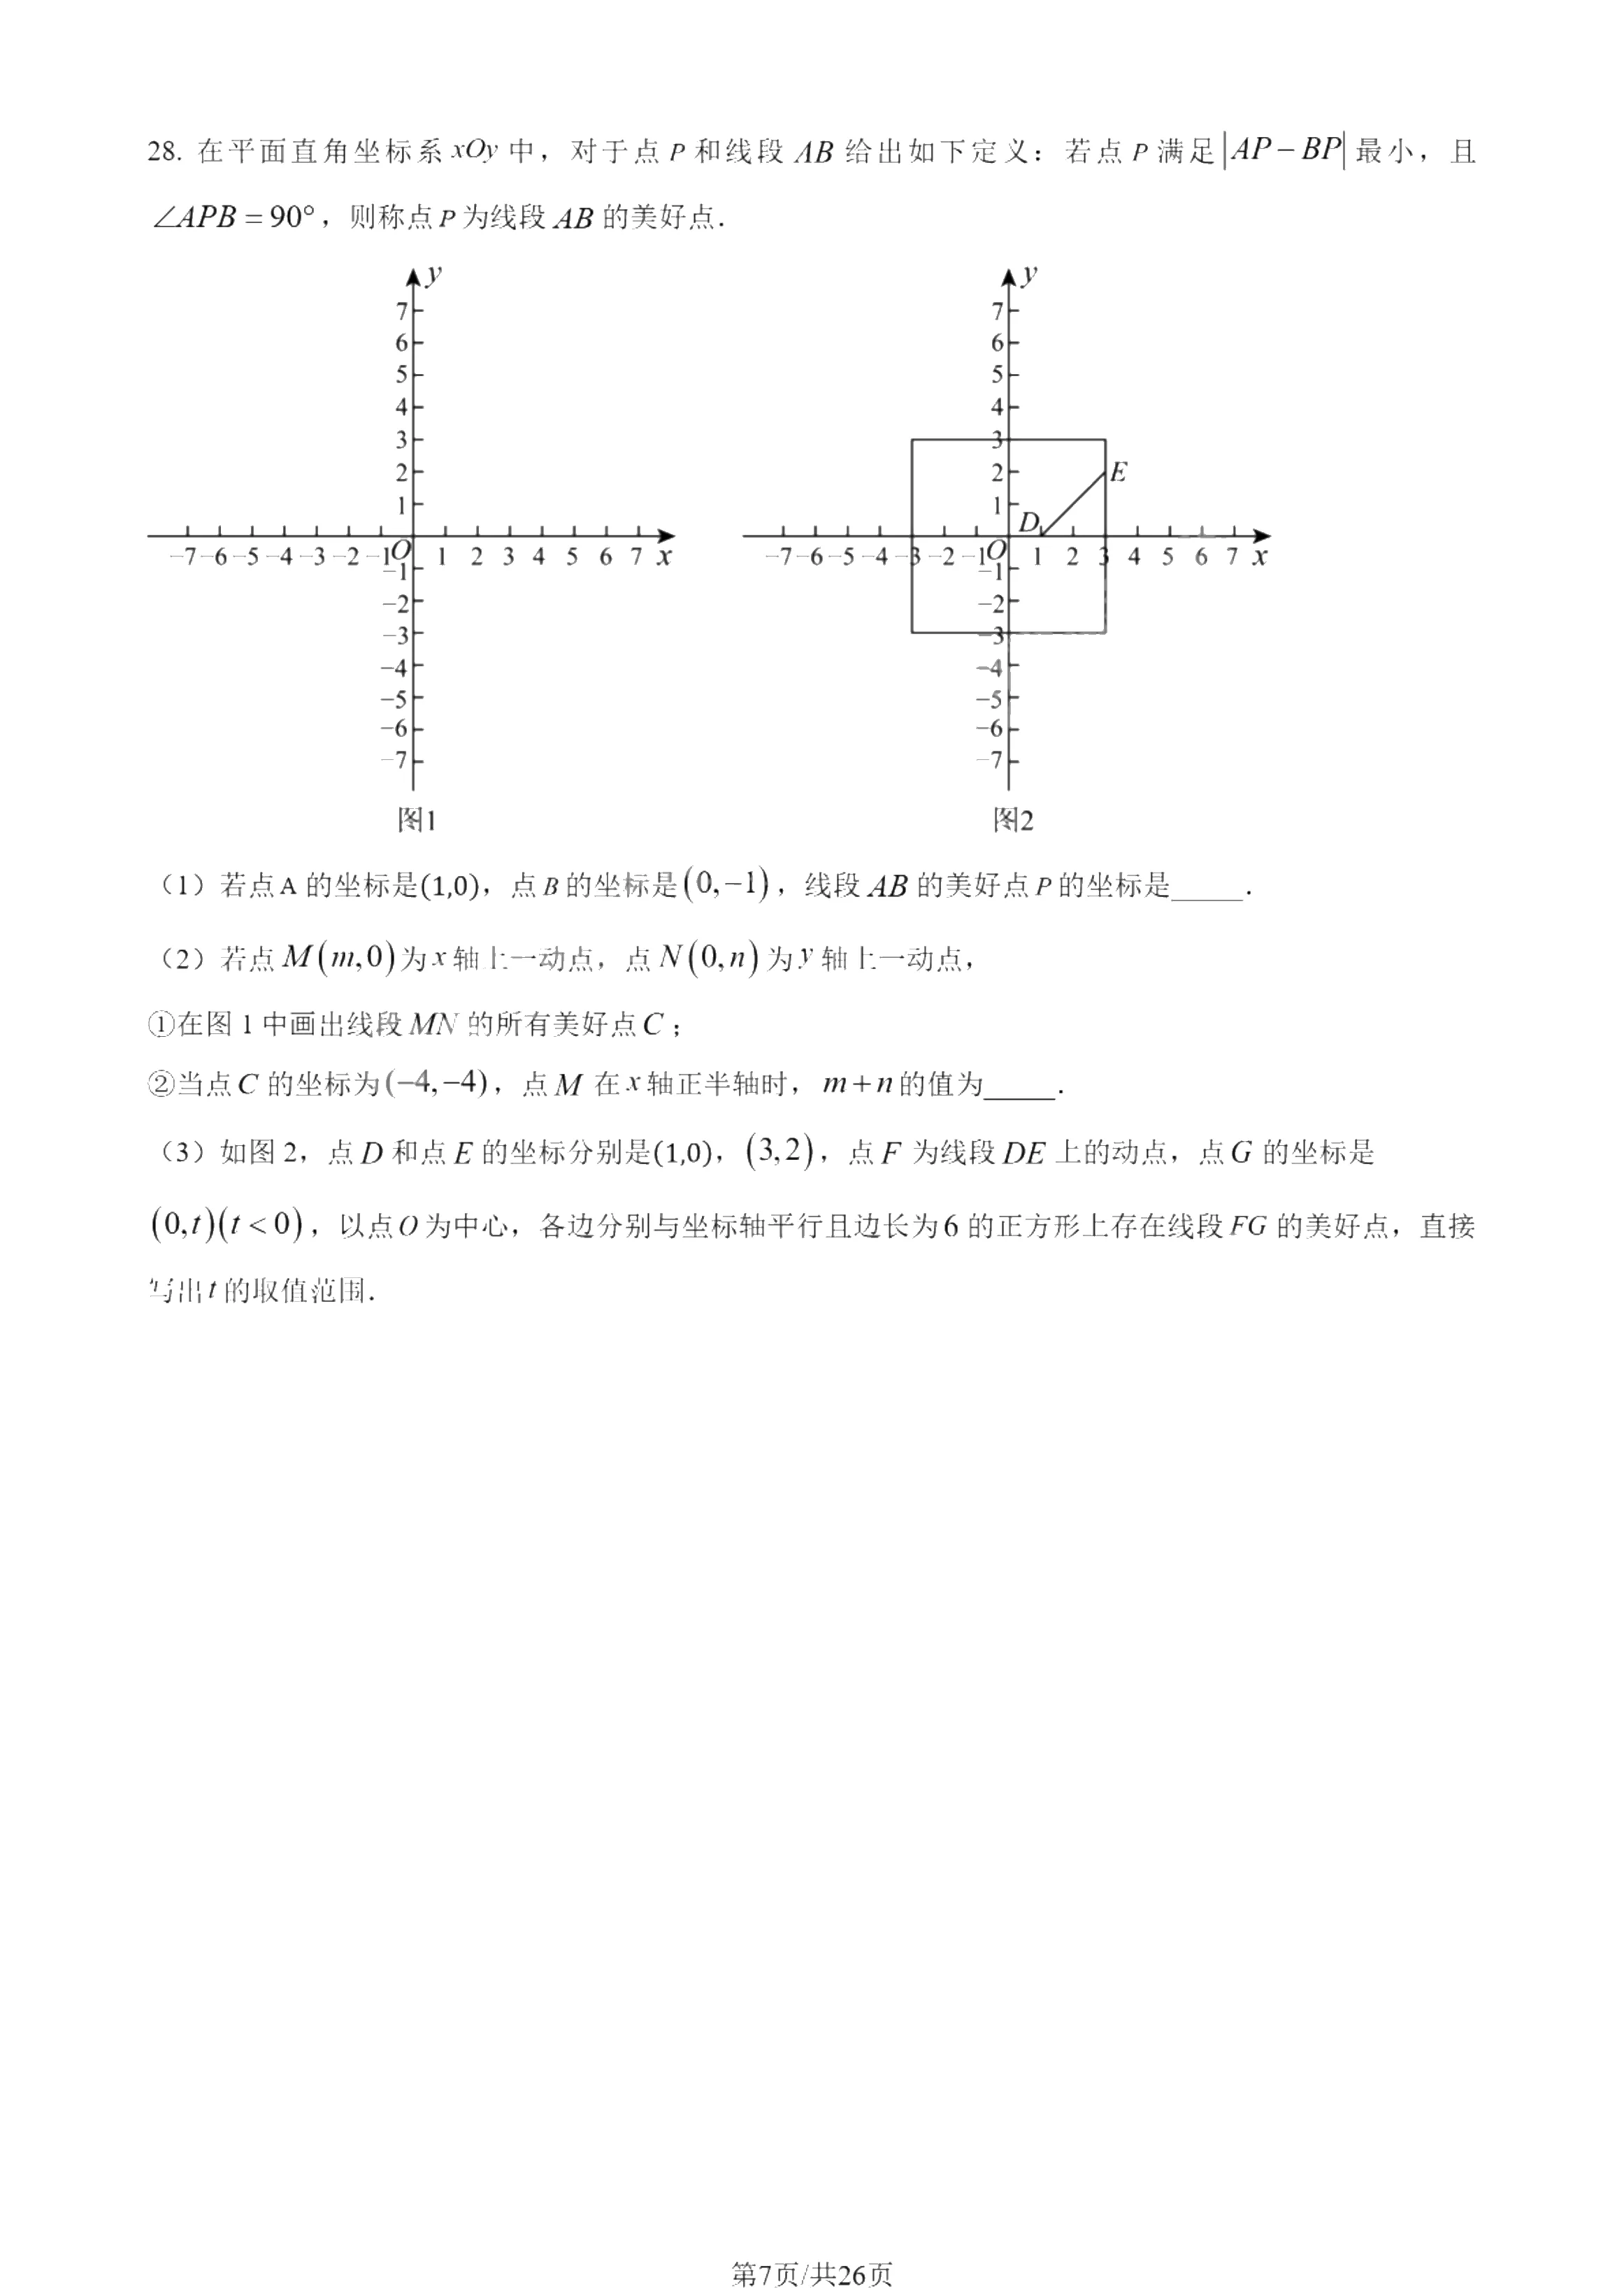 28. 在平面直角坐标系 xOy 中，对于点 P 和线段 AB 给出如下定义：若点 P 满足 |AP－BP| 最小，且
∠APB＝90°，则称点 P 为线段 AB 的美好点．
y
7
6
5
4
3
2
1
−7 −6 −5 −4 −3 −2 −1 O 1 2 3 4 5 6 7 x
−1
−2
−3
−4
−5
−6
−7
图1
y
7
6
5
4
3
2 E
1
D
−7 −6 −5 −4 −3 −2 −1 O 1 2 3 4 5 6 7 x
−1
−2
−3
−4
−5
−6
−7
图2
（1）若点 A 的坐标是(1,0)，点 B 的坐标是(0,−1)，线段 AB 的美好点 P 的坐标是_____．
（2）若点 M(m,0) 为 x 轴上一动点，点 N(0,n) 为 y 轴上一动点，
①在图 1 中画出线段 MN 的所有美好点 C；
②当点 C 的坐标为(−4,−4)，点 M 在 x 轴正半轴时，m+n 的值为_____．
（3）如图 2，点 D 和点 E 的坐标分别是(1,0)，(3,2)，点 F 为线段 DE 上的动点，点 G 的坐标是
(0,t)(t<0)，以点 O 为中心，各边分别与坐标轴平行且边长为 6 的正方形上存在线段 FG 的美好点，直接
写出 t 的取值范围．
第7页/共26页